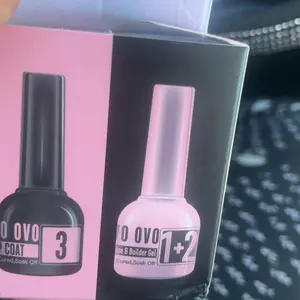 O OVO
COAT
3
Cured,Soak Off
O OVO
& Builder Gel
1+2
Cured,Soak Off